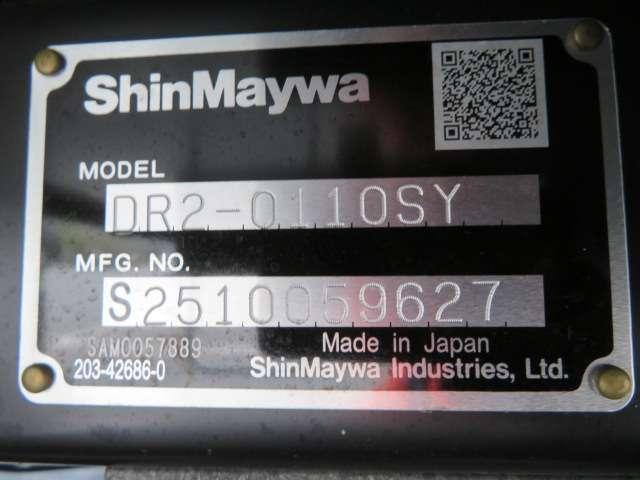 ShinMaywa
MODEL
DR2-0110SY
MFG. NO.
S2510059627
SAM0057889
Made in Japan
203-42686-0
ShinMaywa Industries, Ltd.